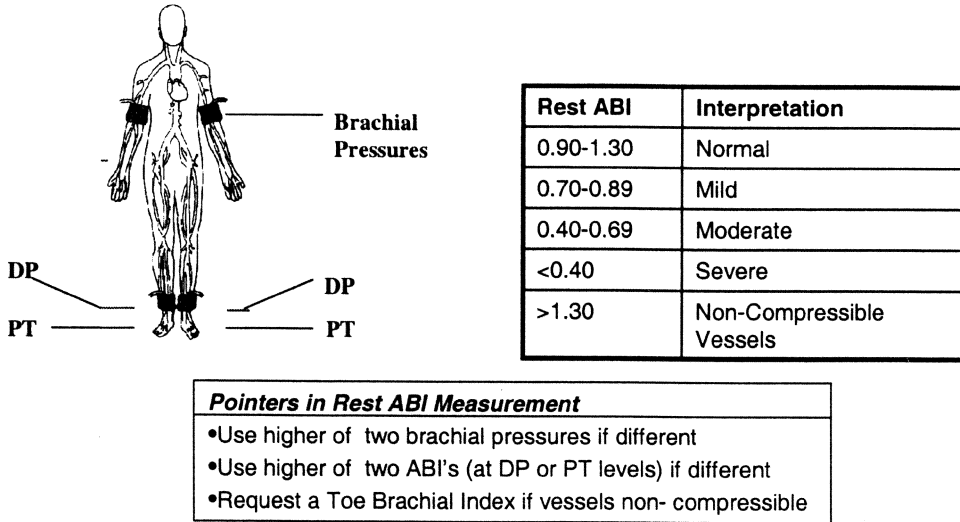 Brachial
Pressures
DP
DP
PT
PT
Rest ABI Interpretation
0.90-1.30 Normal
0.70-0.89 Mild
0.40-0.69 Moderate
<0.40 Severe
>1.30 Non-Compressible
Vessels
Pointers in Rest ABI Measurement
•Use higher of two brachial pressures if different
•Use higher of two ABI's (at DP or PT levels) if different
•Request a Toe Brachial Index if vessels non- compressible